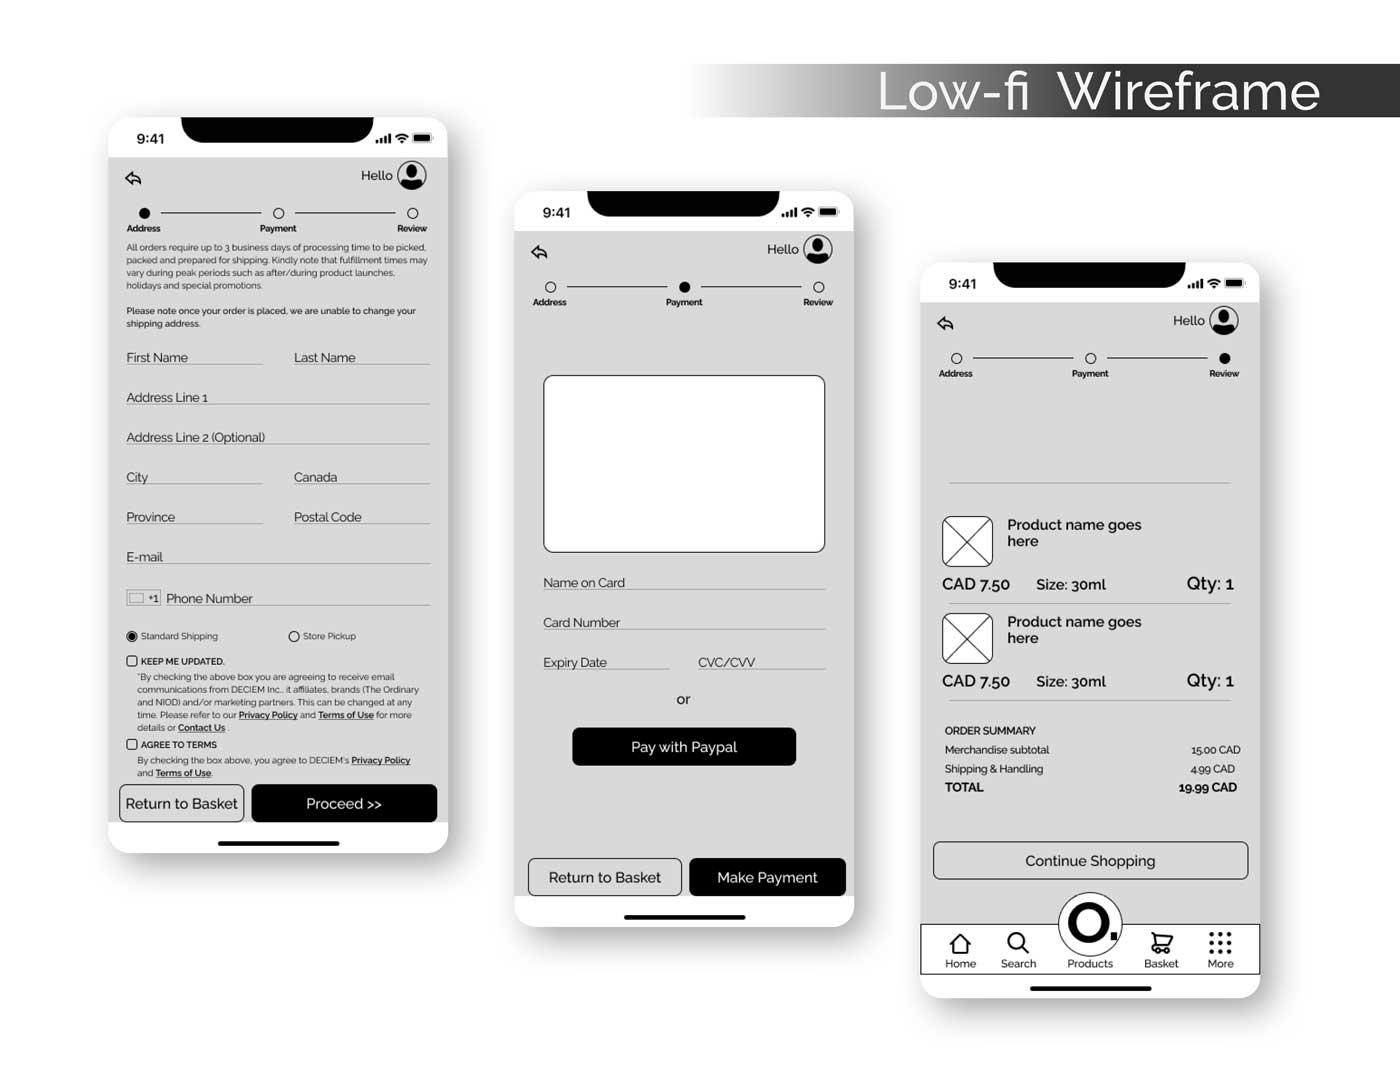 Low-fi Wireframe
9:41
Hello
Address Payment Review
All orders require up to 3 business days of processing time to be picked,
packed and prepared for shipping. Kindly note that fulfillment times may
vary during peak periods such as after/during product launches,
holidays and special promotions.
Please note once your order is placed, we are unable to change your
shipping address.
First Name Last Name
Address Line 1
Address Line 2 (Optional)
City Canada
Province Postal Code
E-mail
+1 Phone Number
Standard Shipping Store Pickup
KEEP ME UPDATED.
*By checking the above box you are agreeing to receive email
communications from DECIEM Inc., it affiliates, brands (The Ordinary
and NIOD) and/or marketing partners. This can be changed at any
time. Please refer to our Privacy Policy and Terms of Use for more
details or Contact Us .
AGREE TO TERMS
By checking the box above, you agree to DECIEM's Privacy Policy
and Terms of Use.
Return to Basket Proceed >>
9:41
Hello
Address Payment Review
Name on Card
Card Number
Expiry Date CVC/CVV
or
Pay with Paypal
Return to Basket Make Payment
9:41
Hello
Address Payment Review
Product name goes
here
CAD 7.50 Size: 30ml Qty: 1
Product name goes
here
CAD 7.50 Size: 30ml Qty: 1
ORDER SUMMARY
Merchandise subtotal 15.00 CAD
Shipping & Handling 4.99 CAD
TOTAL 19.99 CAD
Continue Shopping
O.
Home Search Products Basket More